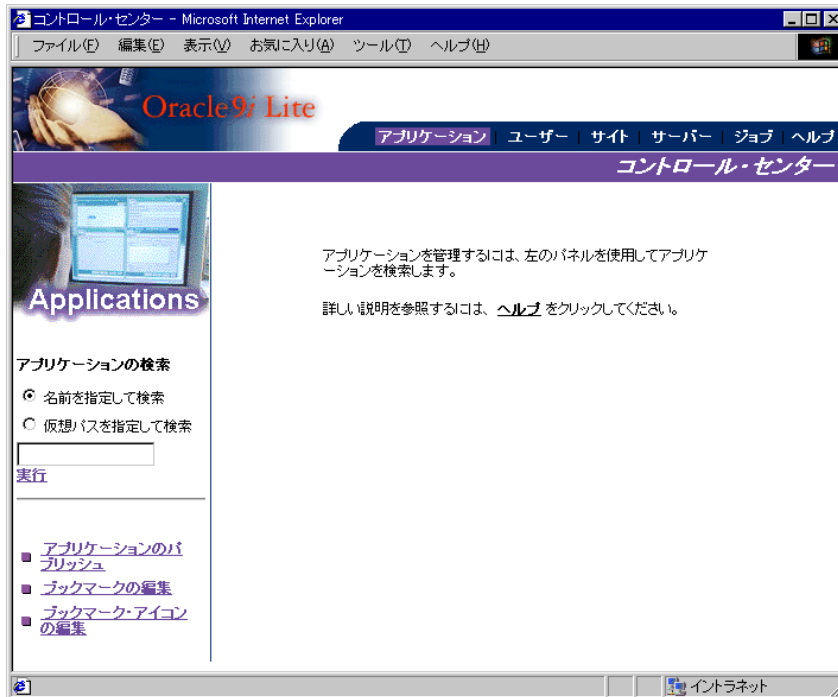 コントロール・センター - Microsoft Internet Explorer
ファイル(F) 編集(E) 表示(V) お気に入り(A) ツール(T) ヘルプ(H)
Oracle9i Lite
アプリケーション ユーザー サイト サーバー ジョブ ヘルプ
コントロール・センター
Applications
アプリケーションを管理するには、左のパネルを使用してアプリケ
ーションを検索します。
詳しい説明を参照するには、ヘルプ をクリックしてください。
アプリケーションの検索
名前を指定して検索
仮想パスを指定して検索
実行
アプリケーションのパ
ブリッシュ
ブックマークの編集
ブックマーク・アイコン
の編集
イントラネット